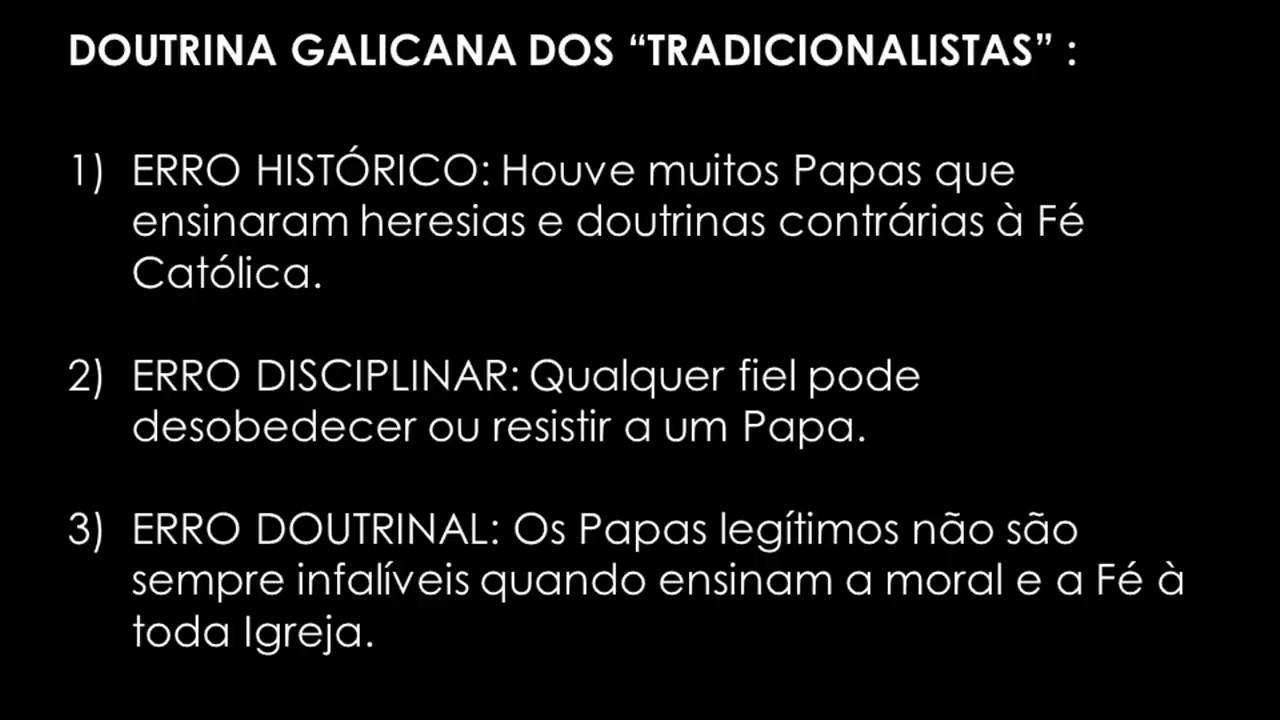 DOUTRINA GALICANA DOS “TRADICIONALISTAS” :
1) ERRO HISTÓRICO: Houve muitos Papas que
ensinaram heresias e doutrinas contrárias à Fé
Católica.
2) ERRO DISCIPLINAR: Qualquer fiel pode
desobedecer ou resistir a um Papa.
3) ERRO DOUTRINAL: Os Papas legítimos não são
sempre infalíveis quando ensinam a moral e a Fé à
toda Igreja.